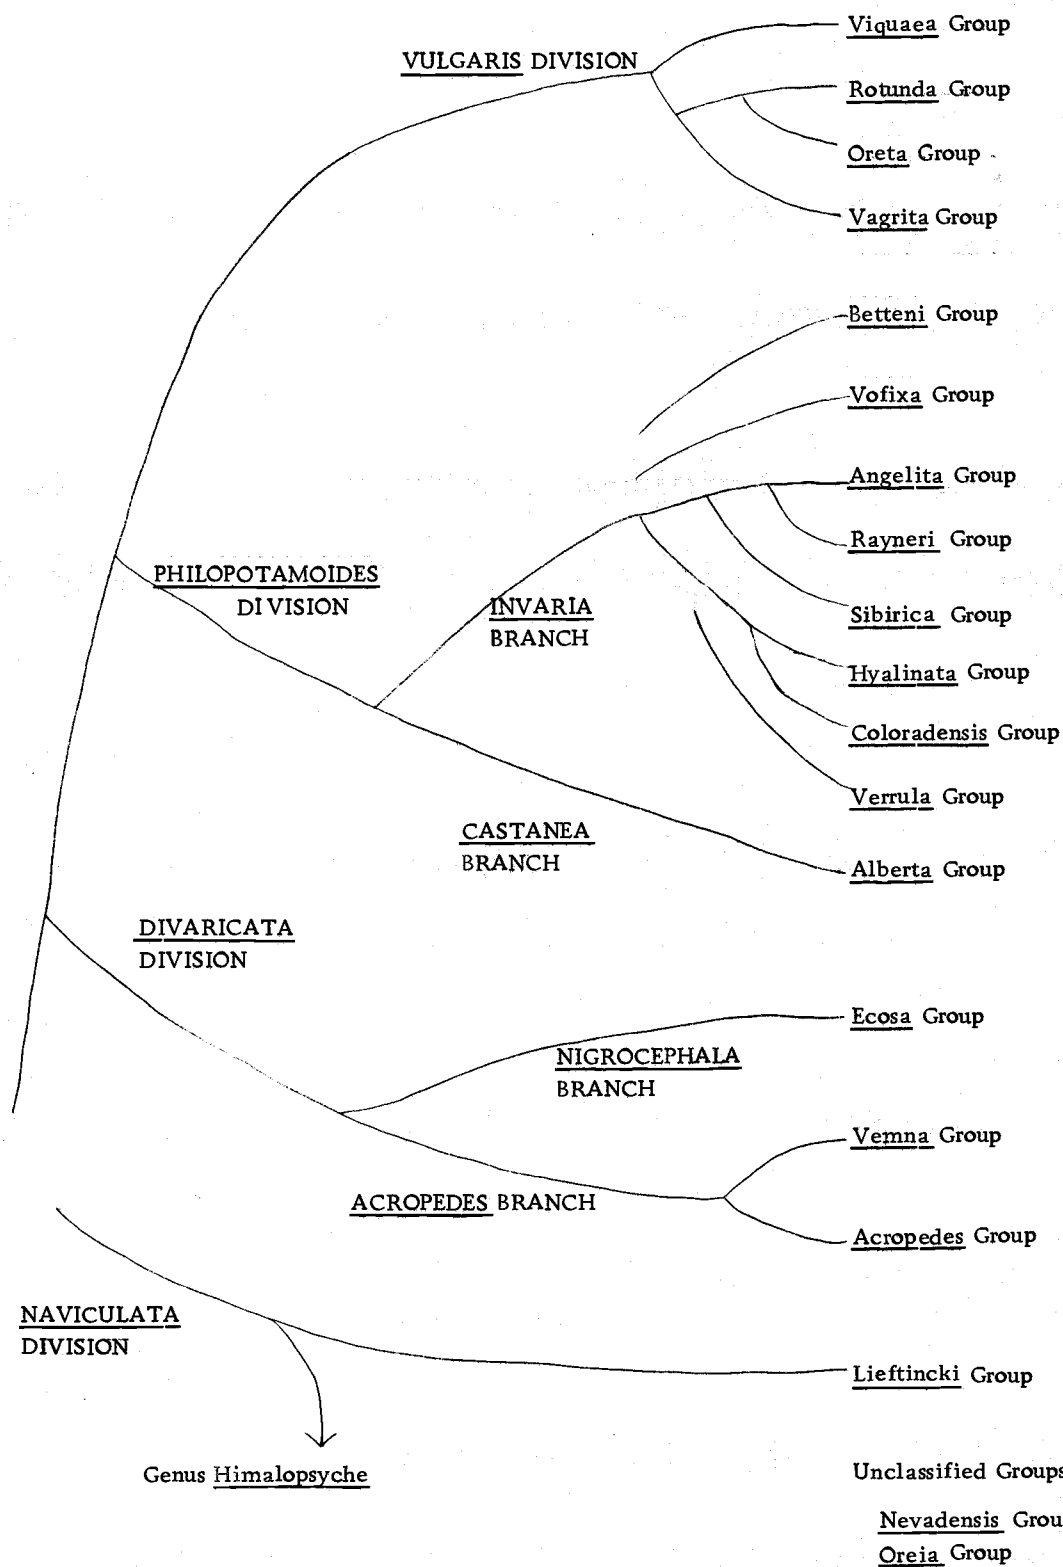 Viquaea Group
VULGARIS DIVISION
Rotunda Group
Oreta Group
Vagrita Group
Betteni Group
Vofixa Group
Angelita Group
Rayneri Group
PHILOPOTAMOIDES
DIVISION
INVARIA
BRANCH
Sibirica Group
Hyalinata Group
Coloradensis Group
Verrula Group
CASTANEA
BRANCH
Alberta Group
DIVARICATA
DIVISION
Ecosa Group
NIGROCEPHALA
BRANCH
Vemna Group
ACROPEDES BRANCH
Acropedes Group
NAVICULATA
DIVISION
Lieftincki Group
Genus Himalopsyche
Unclassified Groups
Nevadensis Grou
Oreia Group